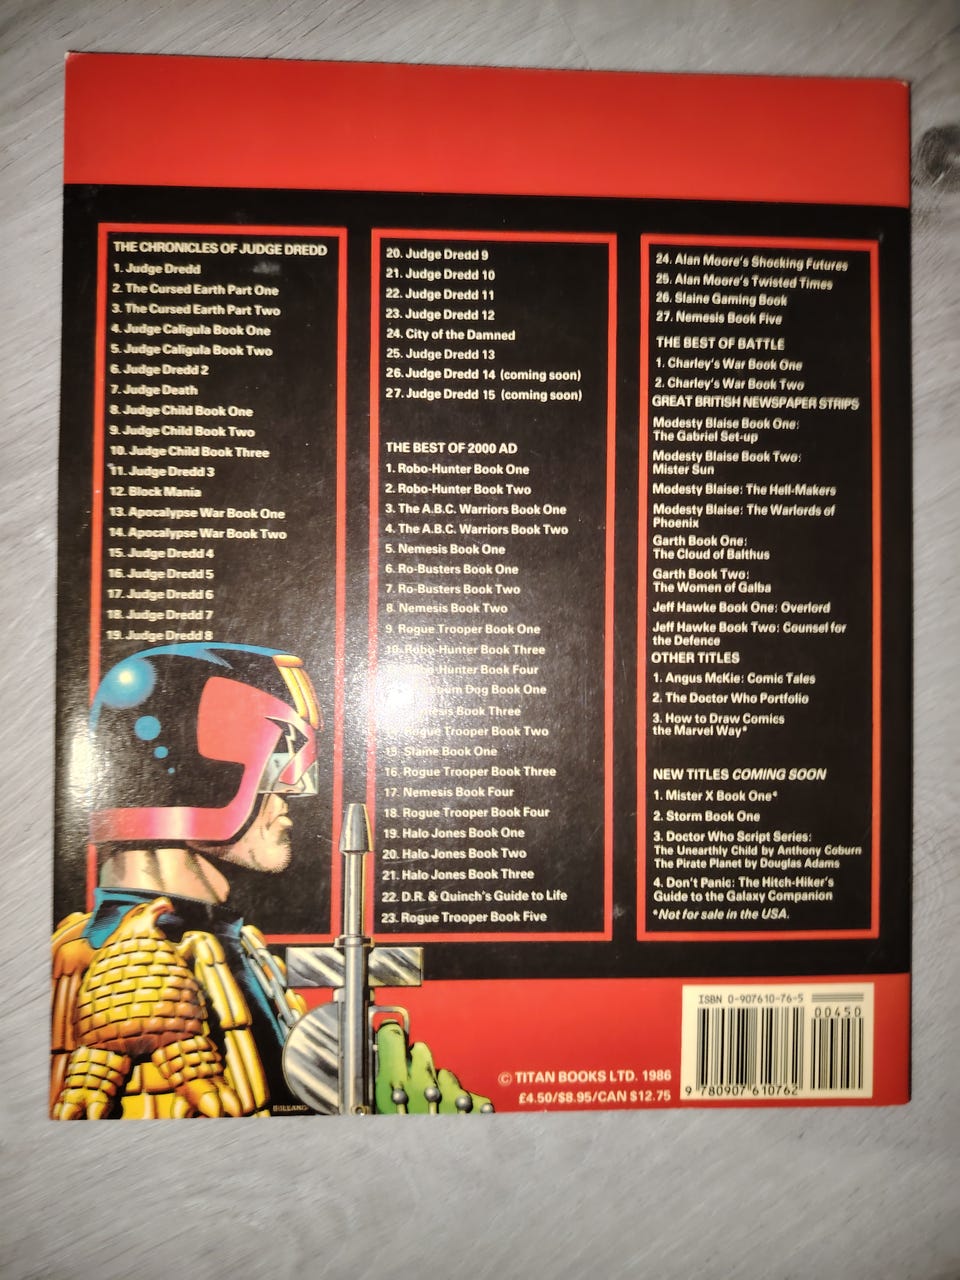 THE CHRONICLES OF JUDGE DREDD
1. Judge Dredd
2. The Cursed Earth Part One
3. The Cursed Earth Part Two
4. Judge Caligula Book One
5. Judge Caligula Book Two
6. Judge Dredd 2
7. Judge Death
8. Judge Child Book One
9. Judge Child Book Two
10. Judge Child Book Three
11. Judge Dredd 3
12. Block Mania
13. Apocalypse War Book One
14. Apocalypse War Book Two
15. Judge Dredd 4
16. Judge Dredd 5
17. Judge Dredd 6
18. Judge Dredd 7
19. Judge Dredd 8
20. Judge Dredd 9
21. Judge Dredd 10
22. Judge Dredd 11
23. Judge Dredd 12
24. City of the Damned
25. Judge Dredd 13
26. Judge Dredd 14 (coming soon)
27. Judge Dredd 15 (coming soon)
THE BEST OF 2000 AD
1. Robo-Hunter Book One
2. Robo-Hunter Book Two
3. The A.B.C. Warriors Book One
4. The A.B.C. Warriors Book Two
5. Nemesis Book One
6. Ro-Busters Book One
7. Ro-Busters Book Two
8. Nemesis Book Two
9. Rogue Trooper Book One
10. Robo-Hunter Book Three
Robo-Hunter Book Four
Dog Book One
Nemesis Book Three
14. Rogue Trooper Book Two
15. Slaine Book One
16. Rogue Trooper Book Three
17. Nemesis Book Four
18. Rogue Trooper Book Four
19. Halo Jones Book One
20. Halo Jones Book Two
21. Halo Jones Book Three
22. D.R. & Quinch's Guide to Life
23. Rogue Trooper Book Five
24. Alan Moore's Shocking Futures
25. Alan Moore's Twisted Times
26. Slaine Gaming Book
27. Nemesis Book Five
THE BEST OF BATTLE
1. Charley's War Book One
2. Charley's War Book Two
GREAT BRITISH NEWSPAPER STRIPS
Modesty Blaise Book One:
The Gabriel Set-up
Modesty Blaise Book Two:
Mister Sun
Modesty Blaise: The Hell-Makers
Modesty Blaise: The Warlords of
Phoenix
Garth Book One:
The Cloud of Balthus
Garth Book Two:
The Women of Galba
Jeff Hawke Book One: Overlord
Jeff Hawke Book Two: Counsel for
the Defence
OTHER TITLES
1. Angus McKie: Comic Tales
2. The Doctor Who Portfolio
3. How to Draw Comics
the Marvel Way*
NEW TITLES COMING SOON
1. Mister X Book One*
2. Storm Book One
3. Doctor Who Script Series:
The Unearthly Child by Anthony Coburn
The Pirate Planet by Douglas Adams
4. Don't Panic: The Hitch-Hiker's
Guide to the Galaxy Companion
*Not for sale in the USA.
BOLLAND
© TITAN BOOKS LTD. 1986
£4.50/$8.95/CAN $12.75
ISBN 0-907610-76-5
00450
9 780907 610762